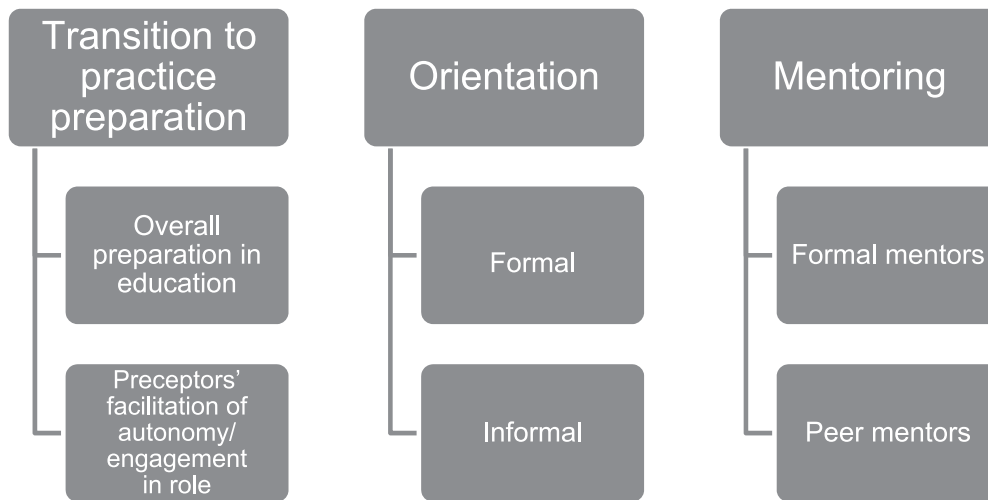 Transition to
practice
preparation
Overall
preparation in
education
Preceptors’
facilitation of
autonomy/
engagement
in role
Orientation
Formal
Informal
Mentoring
Formal mentors
Peer mentors